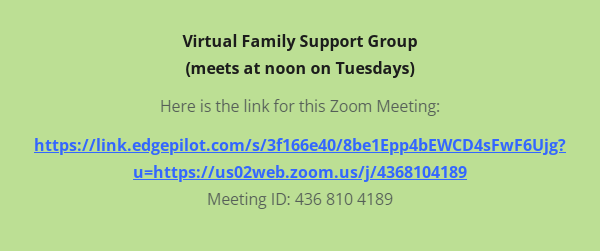 Virtual Family Support Group
(meets at noon on Tuesdays)
Here is the link for this Zoom Meeting:
https://link.edgepilot.com/s/3f166e40/8be1Epp4bEWCD4sFwF6Ujg?
u=https://us02web.zoom.us/j/4368104189
Meeting ID: 436 810 4189